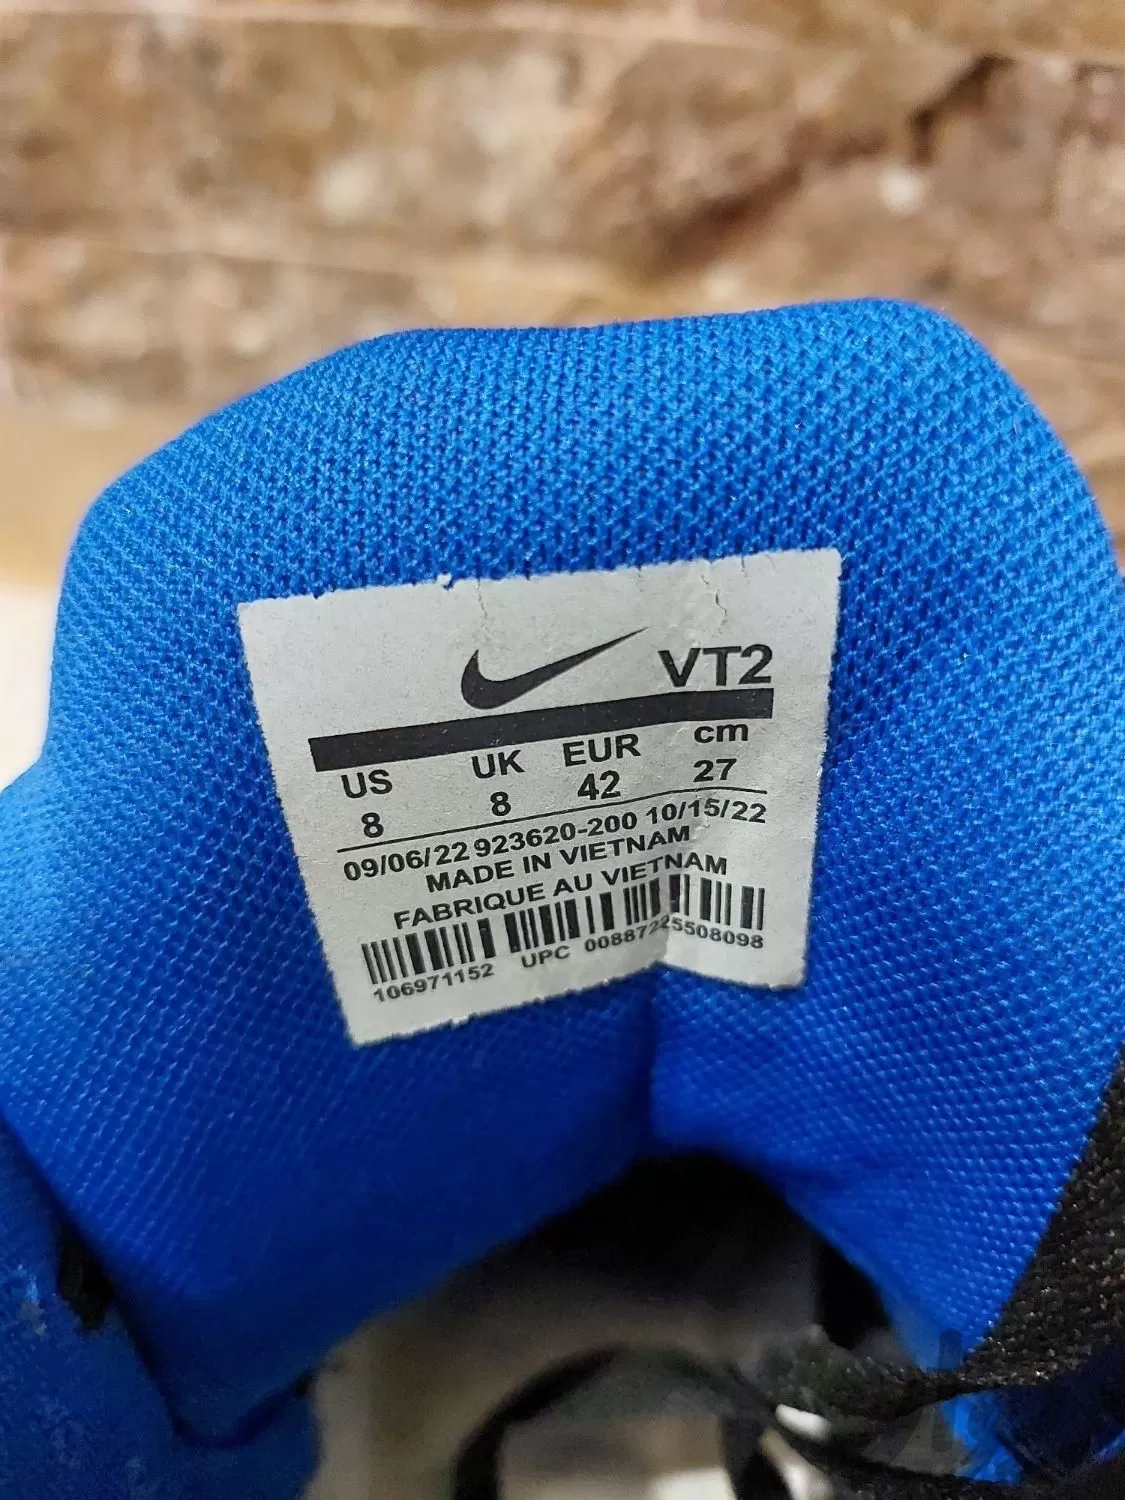 VT2
US UK EUR cm
8 8 42 27
09/06/22 923620-200 10/15/22
MADE IN VIETNAM
FABRIQUE AU VIETNAM
106971152 UPC 00887225508098